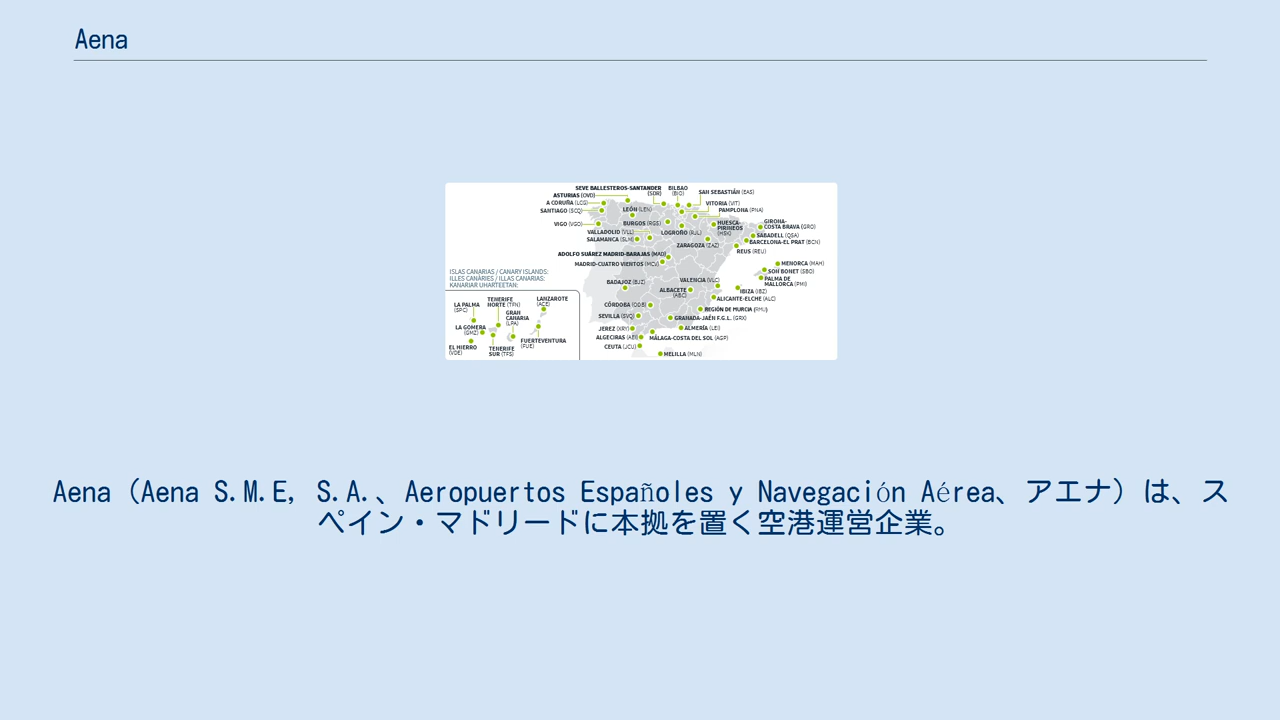 Aena
SEVE BALLESTEROS-SANTANDER
(SDR)
BILBAO
(BIO)
SAN SEBASTIÁN (EAS)
ASTURIAS (OVD)
A CORUÑA (LCG)
VITORIA (VIT)
SANTIAGO (SCQ)
LEÓN (LEN)
PAMPLONA (PNA)
VIGO (VGO)
BURGOS (RGS)
HUESCA-
PIRINEOS
(HSK)
GIRONA-
COSTA BRAVA (GRO)
VALLADOLID (VLL)
LOGROÑO (RJL)
SABADELL (QSA)
SALAMANCA (SLM)
BARCELONA-EL PRAT (BCN)
ZARAGOZA (ZAZ)
REUS (REU)
ADOLFO SUÁREZ MADRID-BARAJAS (MAD)
MADRID-CUATRO VIENTOS (MCV)
MENORCA (MAH)
SON BONET (SBO)
PALMA DE
MALLORCA (PMI)
ISLAS CANARIAS / CANARY ISLANDS:
ILLES CANÀRIES / ILLAS CANARIAS:
KANARIAR UHARTEETAN:
BADAJOZ (BJZ)
VALENCIA (VLC)
ALBACETE
(ABC)
IBIZA (IBZ)
ALICANTE-ELCHE (ALC)
LA PALMA
(SPC)
TENERIFE
NORTE (TFN)
LANZAROTE
(ACE)
CÓRDOBA (ODB)
REGIÓN DE MURCIA (RMU)
GRAN
CANARIA
(LPA)
SEVILLA (SVQ)
GRANADA-JAÉN F.G.L. (GRX)
LA GOMERA
(GMZ)
JEREZ (XRY)
ALMERÍA (LEI)
ALGECIRAS (AEI)
MÁLAGA-COSTA DEL SOL (AGP)
EL HIERRO
(VDE)
TENERIFE
SUR (TFS)
FUERTEVENTURA
(FUE)
CEUTA (JCU)
MELILLA (MLN)
Aena（Aena S.M.E, S.A.、Aeropuertos Españoles y Navegación Aérea、アエナ）は、ス
ペイン・マドリードに本拠を置く空港運営企業。